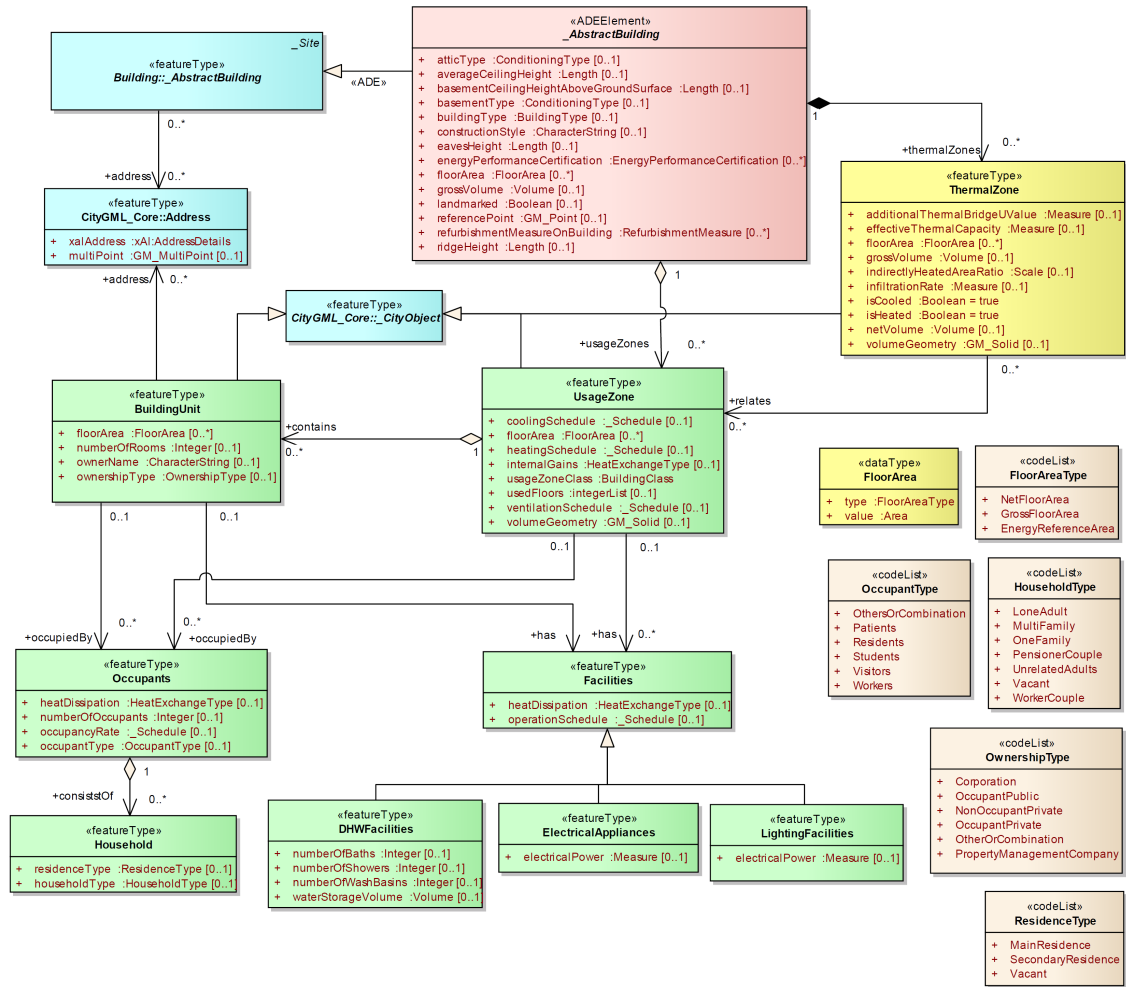 «ADEElement»
_AbstractBuilding
+ atticType :ConditioningType [0..1]
+ averageCeilingHeight :Length [0..1]
+ basementCeilingHeightAboveGroundSurface :Length [0..1]
+ basementType :ConditioningType [0..1]
+ buildingType :BuildingType [0..1]
+ constructionStyle :CharacterString [0..1]
+ eavesHeight :Length [0..1]
+ energyPerformanceCertification :EnergyPerformanceCertification [0..*]
+ floorArea :FloorArea [0..*]
+ grossVolume :Volume [0..1]
+ landmarked :Boolean [0..1]
+ referencePoint :GM_Point [0..1]
+ refurbishmentMeasureOnBuilding :RefurbishmentMeasure [0..*]
+ ridgeHeight :Length [0..1]
_Site
«featureType»
Building::_AbstractBuilding
«ADE»
0..*
+address
0..*
«featureType»
CityGML_Core::Address
+ xalAddress :xAl:AddressDetails
+ multiPoint :GM_MultiPoint [0..1]
+address
0..*
1
+thermalZones
0..*
«featureType»
ThermalZone
+ additionalThermalBridgeUValue :Measure [0..1]
+ effectiveThermalCapacity :Measure [0..1]
+ floorArea :FloorArea [0..*]
+ grossVolume :Volume [0..1]
+ indirectlyHeatedAreaRatio :Scale [0..1]
+ infiltrationRate :Measure [0..1]
+ isCooled :Boolean = true
+ isHeated :Boolean = true
+ netVolume :Volume [0..1]
+ volumeGeometry :GM_Solid [0..1]
1
«featureType»
CityGML_Core::_CityObject
+usageZones
0..*
0..*
+relates
0..*
«featureType»
BuildingUnit
+ floorArea :FloorArea [0..*]
+ numberOfRooms :Integer [0..1]
+ ownerName :CharacterString [0..1]
+ ownershipType :OwnershipType [0..1]
+contains
0..*
1
«featureType»
UsageZone
+ coolingSchedule :_Schedule [0..1]
+ floorArea :FloorArea [0..*]
+ heatingSchedule :_Schedule [0..1]
+ internalGains :HeatExchangeType [0..1]
+ usageZoneClass :BuildingClass
+ usedFloors :integerList [0..1]
+ ventilationSchedule :_Schedule [0..1]
+ volumeGeometry :GM_Solid [0..1]
«dataType»
FloorArea
+ type :FloorAreaType
+ value :Area
«codeList»
FloorAreaType
+ NetFloorArea
+ GrossFloorArea
+ EnergyReferenceArea
0..1
0..1
0..1
0..1
«codeList»
OccupantType
+ OthersOrCombination
+ Patients
+ Residents
+ Students
+ Visitors
+ Workers
«codeList»
HouseholdType
+ LoneAdult
+ MultiFamily
+ OneFamily
+ PensionerCouple
+ UnrelatedAdults
+ Vacant
+ WorkerCouple
+occupiedBy
0..*
0..*
+occupiedBy
+has
+has
0..*
«featureType»
Occupants
+ heatDissipation :HeatExchangeType [0..1]
+ numberOfOccupants :Integer [0..1]
+ occupancyRate :_Schedule [0..1]
+ occupantType :OccupantType [0..1]
«featureType»
Facilities
+ heatDissipation :HeatExchangeType [0..1]
+ operationSchedule :_Schedule [0..1]
«codeList»
OwnershipType
+ Corporation
+ OccupantPublic
+ NonOccupantPrivate
+ OccupantPrivate
+ OtherOrCombination
+ PropertyManagementCompany
1
+consiststOf
0..*
«featureType»
Household
+ residenceType :ResidenceType [0..1]
+ householdType :HouseholdType [0..1]
«featureType»
DHWFacilities
+ numberOfBaths :Integer [0..1]
+ numberOfShowers :Integer [0..1]
+ numberOfWashBasins :Integer [0..1]
+ waterStorageVolume :Volume [0..1]
«featureType»
ElectricalAppliances
+ electricalPower :Measure [0..1]
«featureType»
LightingFacilities
+ electricalPower :Measure [0..1]
«codeList»
ResidenceType
+ MainResidence
+ SecondaryResidence
+ Vacant